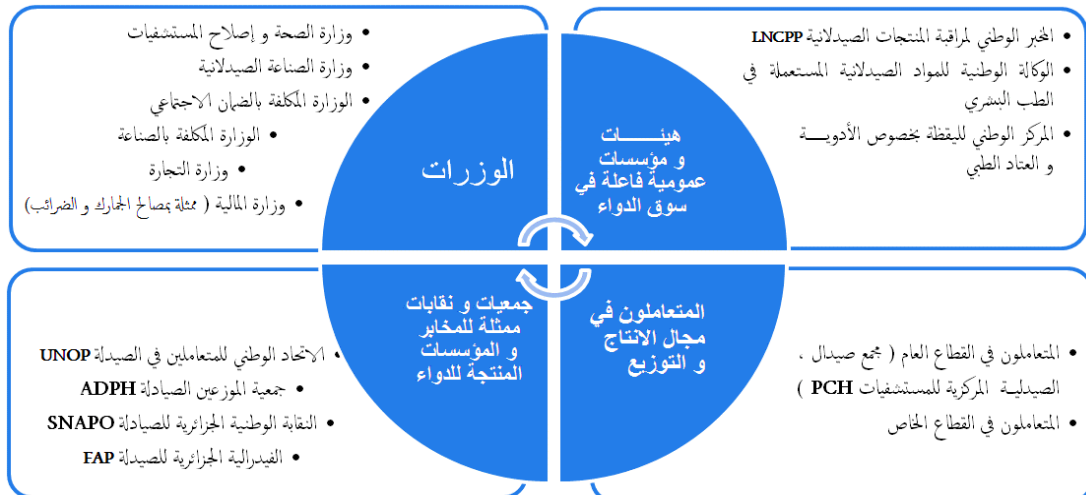 المخبر الوطني لمراقبة المنتجات الصيدلانية LNCPP
الوكالة الوطنية للمواد الصيدلانية المستعملة في
الطب البشري
المركز الوطني لليقظة بخصوص الأدويـــة
و العتاد الطبي
هيئـــات
و مؤسسات
عمومية فاعلة في
سوق الدواء
وزارة الصحة و إصلاح المستشفيات
وزارة الصناعة الصيدلانية
الوزارة المكلفة بالضمان الاجتماعي
الوزارة المكلفة بالصناعة
وزارة التجارة
وزارة المالية ( ممثلة بمصالح الجمارك و الضرائب)
الوزرات
المتعاملون في
مجال الانتاج
و التوزيع
المتعاملون في القطاع العام ( مجمع صيدال ،
الصيدليـة المركزية للمستشفيات PCH )
المتعاملون في القطاع الخاص
جمعيات و نقابات
ممثلة للمخابر
و المؤسسات
المنتجة للدواء
الاتحاد الوطني للمتعاملين في الصيدلة UNOP
جمعية الموزعين الصيادلة ADPH
النقابة الوطنية الجزائرية للصيادلة SNAPO
الفيدرالية الجزائرية للصيدلة FAP